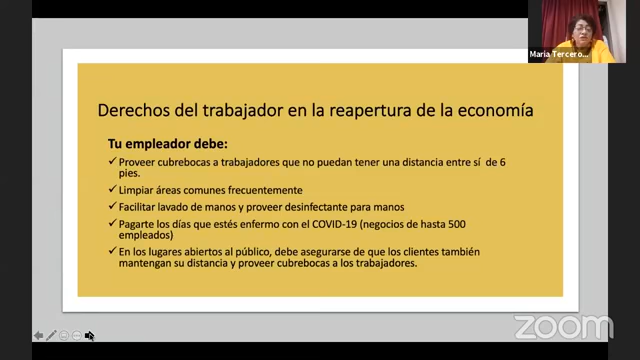 Maria Tercero...
Derechos del trabajador en la reapertura de la economía
Tu empleador debe:
✓Proveer cubrebocas a trabajadores que no puedan tener una distancia entre sí de 6
pies.
✓Limpiar áreas comunes frecuentemente
✓Facilitar lavado de manos y proveer desinfectante para manos
✓Pagarte los días que estés enfermo con el COVID-19 (negocios de hasta 500
empleados)
✓En los lugares abiertos al público, debe asegurarse de que los clientes también
mantengan su distancia y proveer cubrebocas a los trabajadores.
zoom